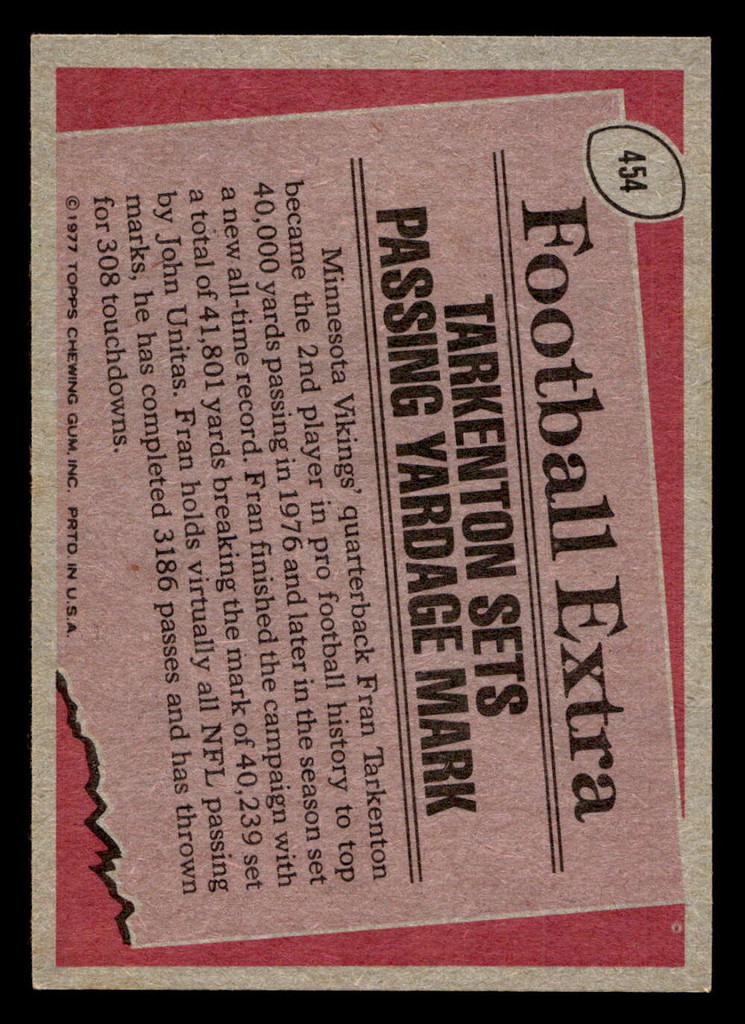 454
Football Extra
TARKENTON SETS
PASSING YARDAGE MARK
Minnesota Vikings' quarterback Fran Tarkenton
became the 2nd player in pro football history to top
40,000 yards passing in 1976 and later in the season set
a new all-time record. Fran finished the campaign with
a total of 41,801 yards breaking the mark of 40,239 set
by John Unitas. Fran holds virtually all NFL passing
marks, he has completed 3186 passes and has thrown
for 308 touchdowns.
© 1977 TOPPS CHEWING GUM, INC. PRTD. IN U.S.A.